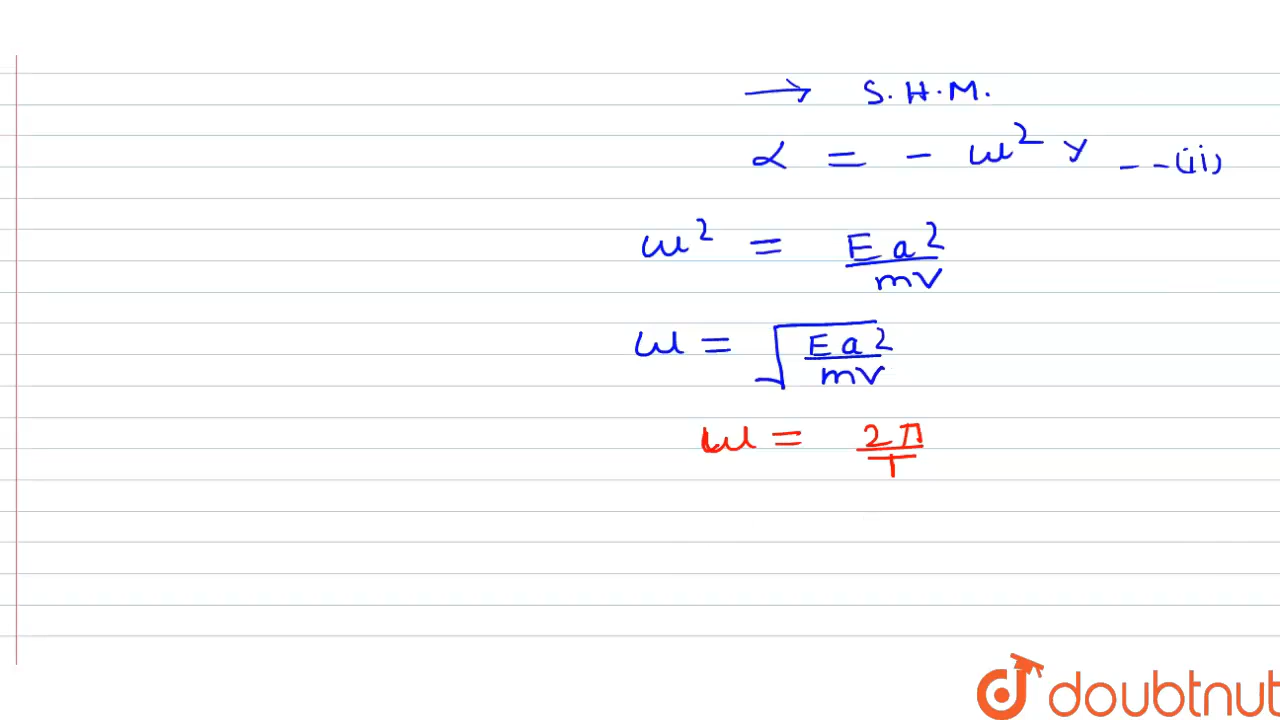 → S.H.M.
α = - ω² y --(ii)
ω² = Ea²/mV
ω = √(Ea²/mV)
ω = 2π/T
doubtnut